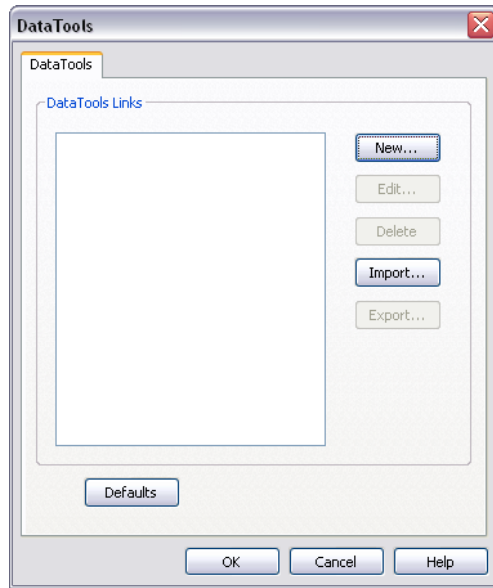 DataTools
DataTools
DataTools Links
New...
Edit...
Delete
Import...
Export...
Defaults
OK
Cancel
Help